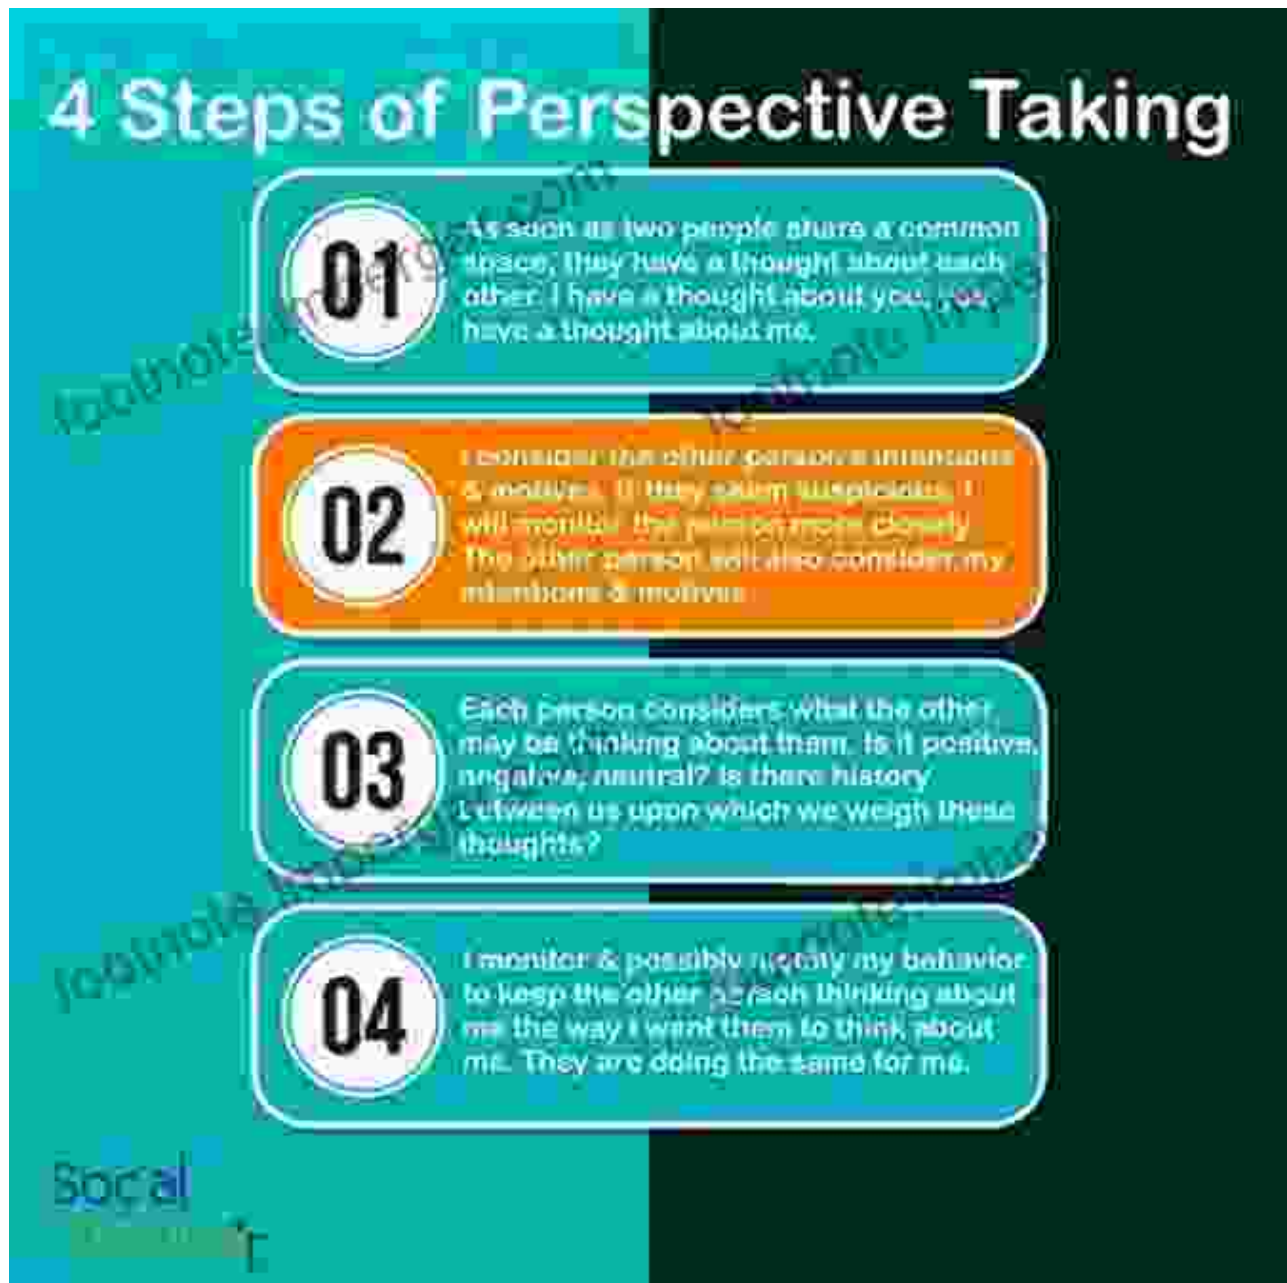 4 Steps of Perspective Taking
01
As soon as two people share a common
space, they have a thought about each
other. I have a thought about you, you
have a thought about me.
02
I consider the other person's intentions
& motives. If they seem suspicious, I
will monitor the person more closely.
The other person will also consider my
intentions & motives.
03
Each person considers what the other
may be thinking about them. Is it positive,
negative, neutral? Is there history
between us upon which we weigh these
thoughts?
04
I monitor & possibly modify my behavior
to keep the other person thinking about
me the way I want them to think about
me. They are doing the same for me.
footnote
footnote
footnote
Social